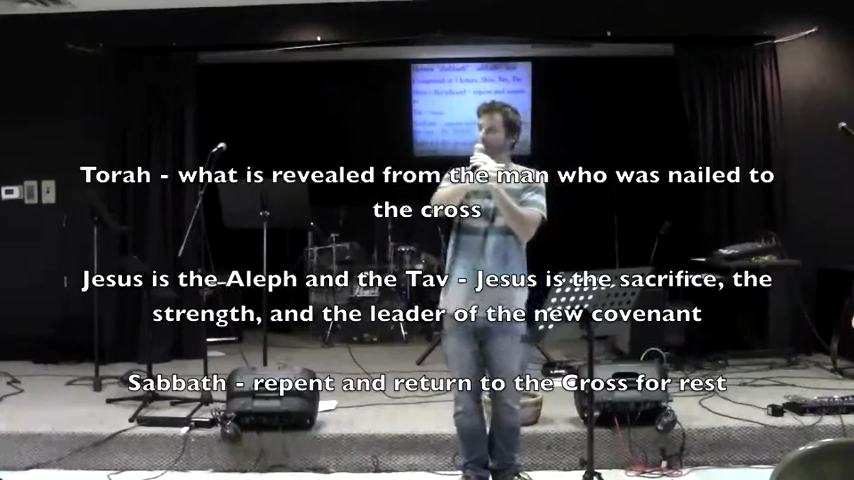 Torah - what is revealed from the man who was nailed to
the cross
Jesus is the Aleph and the Tav - Jesus is the sacrifice, the
strength, and the leader of the new covenant
Sabbath - repent and return to the Cross for rest